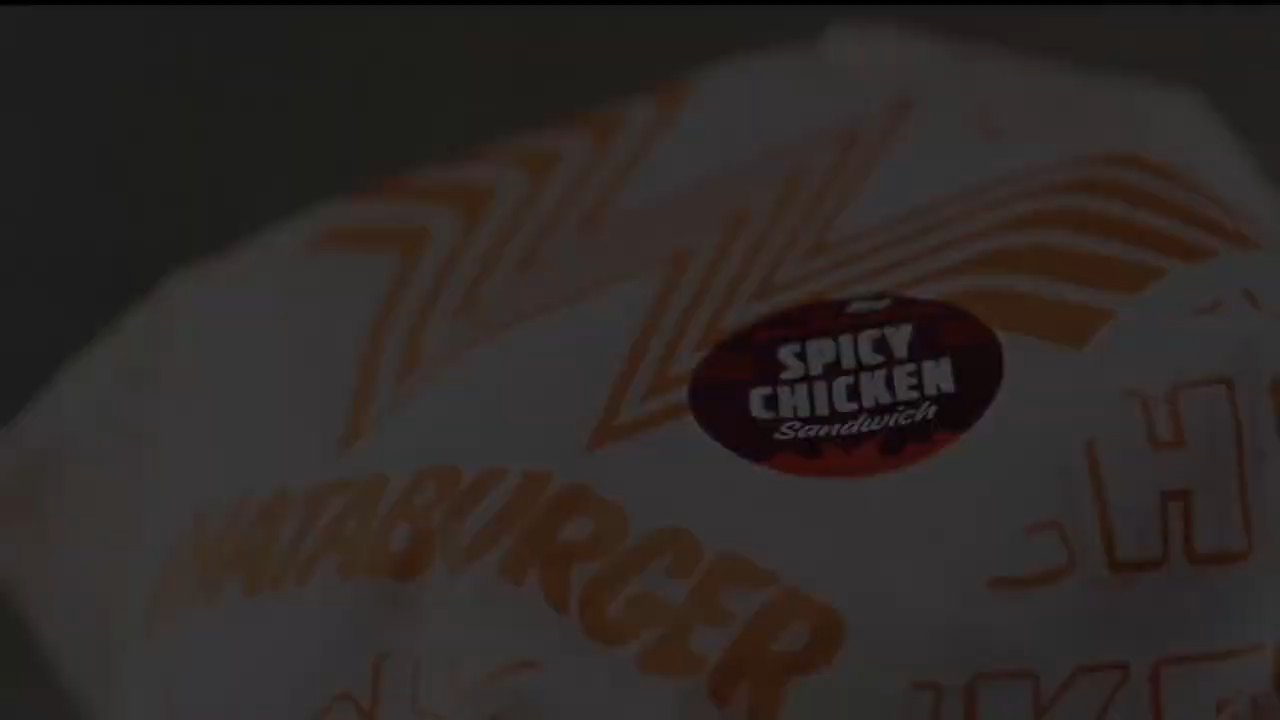 SPICY
CHICKEN
Sandwich
WHATABURGER
H